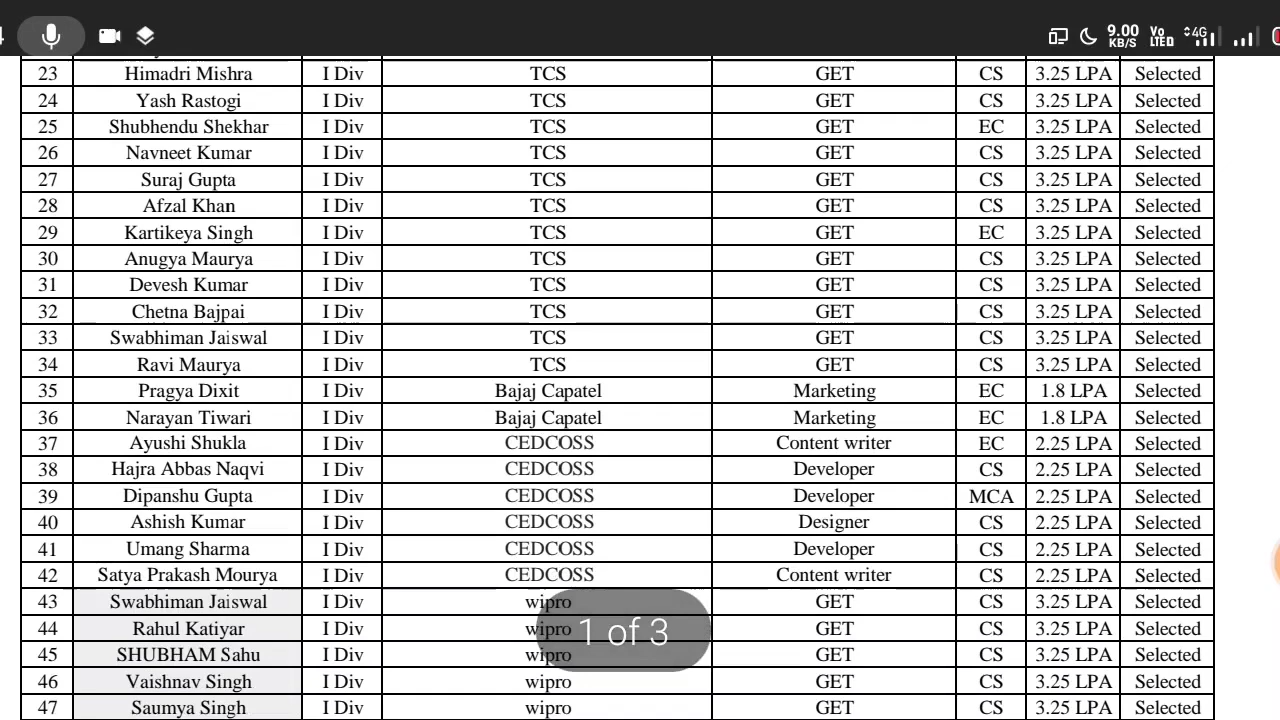 9.00 KB/S Vo LTED 4G
23 Himadri Mishra I Div TCS GET CS 3.25 LPA Selected
24 Yash Rastogi I Div TCS GET CS 3.25 LPA Selected
25 Shubhendu Shekhar I Div TCS GET EC 3.25 LPA Selected
26 Navneet Kumar I Div TCS GET CS 3.25 LPA Selected
27 Suraj Gupta I Div TCS GET CS 3.25 LPA Selected
28 Afzal Khan I Div TCS GET CS 3.25 LPA Selected
29 Kartikeya Singh I Div TCS GET EC 3.25 LPA Selected
30 Anugya Maurya I Div TCS GET CS 3.25 LPA Selected
31 Devesh Kumar I Div TCS GET CS 3.25 LPA Selected
32 Chetna Bajpai I Div TCS GET CS 3.25 LPA Selected
33 Swabhiman Jaiswal I Div TCS GET CS 3.25 LPA Selected
34 Ravi Maurya I Div TCS GET CS 3.25 LPA Selected
35 Pragya Dixit I Div Bajaj Capatel Marketing EC 1.8 LPA Selected
36 Narayan Tiwari I Div Bajaj Capatel Marketing EC 1.8 LPA Selected
37 Ayushi Shukla I Div CEDCOSS Content writer EC 2.25 LPA Selected
38 Hajra Abbas Naqvi I Div CEDCOSS Developer CS 2.25 LPA Selected
39 Dipanshu Gupta I Div CEDCOSS Developer MCA 2.25 LPA Selected
40 Ashish Kumar I Div CEDCOSS Designer CS 2.25 LPA Selected
41 Umang Sharma I Div CEDCOSS Developer CS 2.25 LPA Selected
42 Satya Prakash Mourya I Div CEDCOSS Content writer CS 2.25 LPA Selected
43 Swabhiman Jaiswal I Div wipro GET CS 3.25 LPA Selected
44 Rahul Katiyar I Div wipro GET CS 3.25 LPA Selected
1 of 3
45 SHUBHAM Sahu I Div wipro GET CS 3.25 LPA Selected
46 Vaishnav Singh I Div wipro GET CS 3.25 LPA Selected
47 Saumya Singh I Div wipro GET CS 3.25 LPA Selected